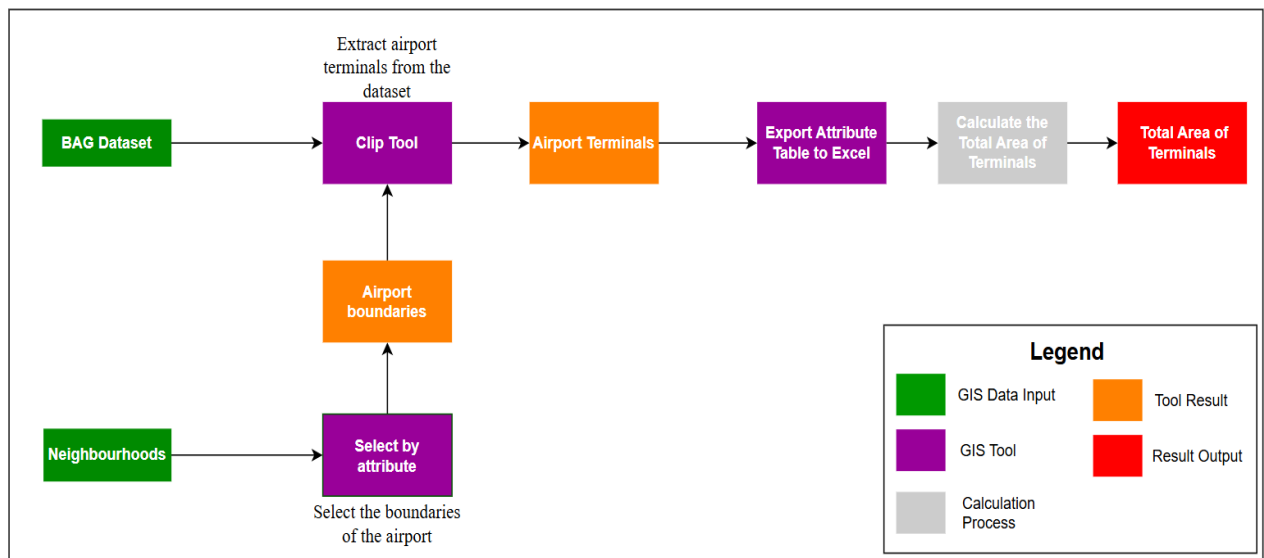 Extract airport
terminals from the
dataset
BAG Dataset
Clip Tool
Airport Terminals
Export Attribute
Table to Excel
Calculate the
Total Area of
Terminals
Total Area of
Terminals
Airport
boundaries
Neighbourhoods
Select by
attribute
Select the boundaries
of the airport
Legend
GIS Data Input
Tool Result
GIS Tool
Result Output
Calculation
Process